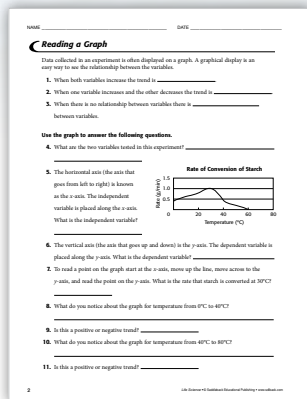 NAME DATE
Reading a Graph
Data collected in an experiment is often displayed on a graph. A graphical display is an
easy way to see the relationship between the variables.
1. When both variables increase the trend is
2. When one variable increases and the other decreases the trend is
3. When there is no relationship between variables there is
between variables.
Use the graph to answer the following questions.
4. What are the two variables tested in this experiment?
5. The horizontal axis (the axis that
goes from left to right) is known
as the x-axis. The independent
variable is placed along the x-axis.
What is the independent variable?
Rate of Conversion of Starch
Rate (g/min)
1.5
1.0
0.5
0 20 40 60 80
Temperature (°C)
6. The vertical axis (the axis that goes up and down) is the y-axis. The dependent variable is
placed along the y-axis. What is the dependent variable?
7. To read a point on the graph start at the x-axis, move up the line, move across to the
y-axis, and read the point on the y-axis. What is the rate that starch is converted at 30°C?
8. What do you notice about the graph for temperature from 0°C to 40°C?
9. Is this a positive or negative trend?
10. What do you notice about the graph for temperature from 40°C to 80°C?
11. Is this a positive or negative trend?
2
Life Science • © Saddleback Educational Publishing • www.sdlback.com